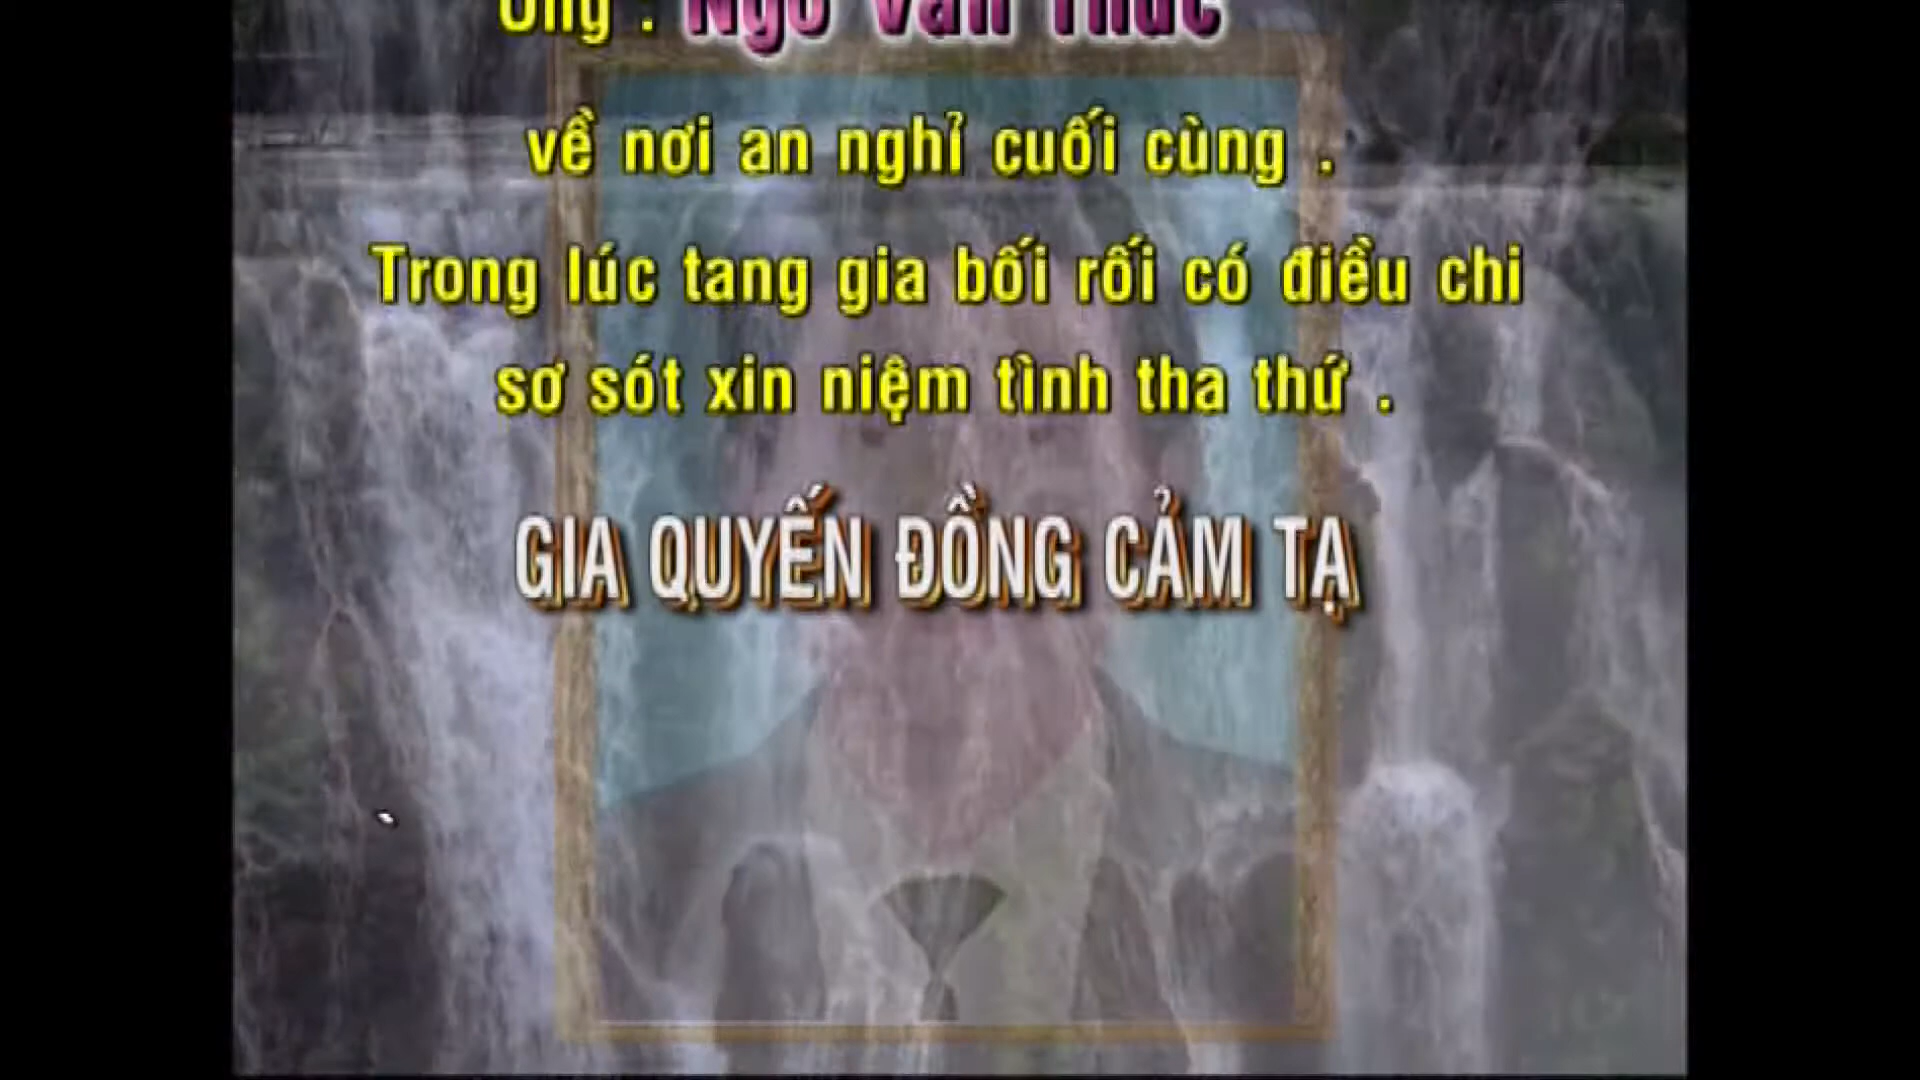 Ông :
về nơi an nghỉ cuối cùng .
Trong lúc tang gia bối rối có điều chi
sơ sót xin niệm tình tha thứ .
GIA QUYẾN ĐỒNG CẢM TẠ